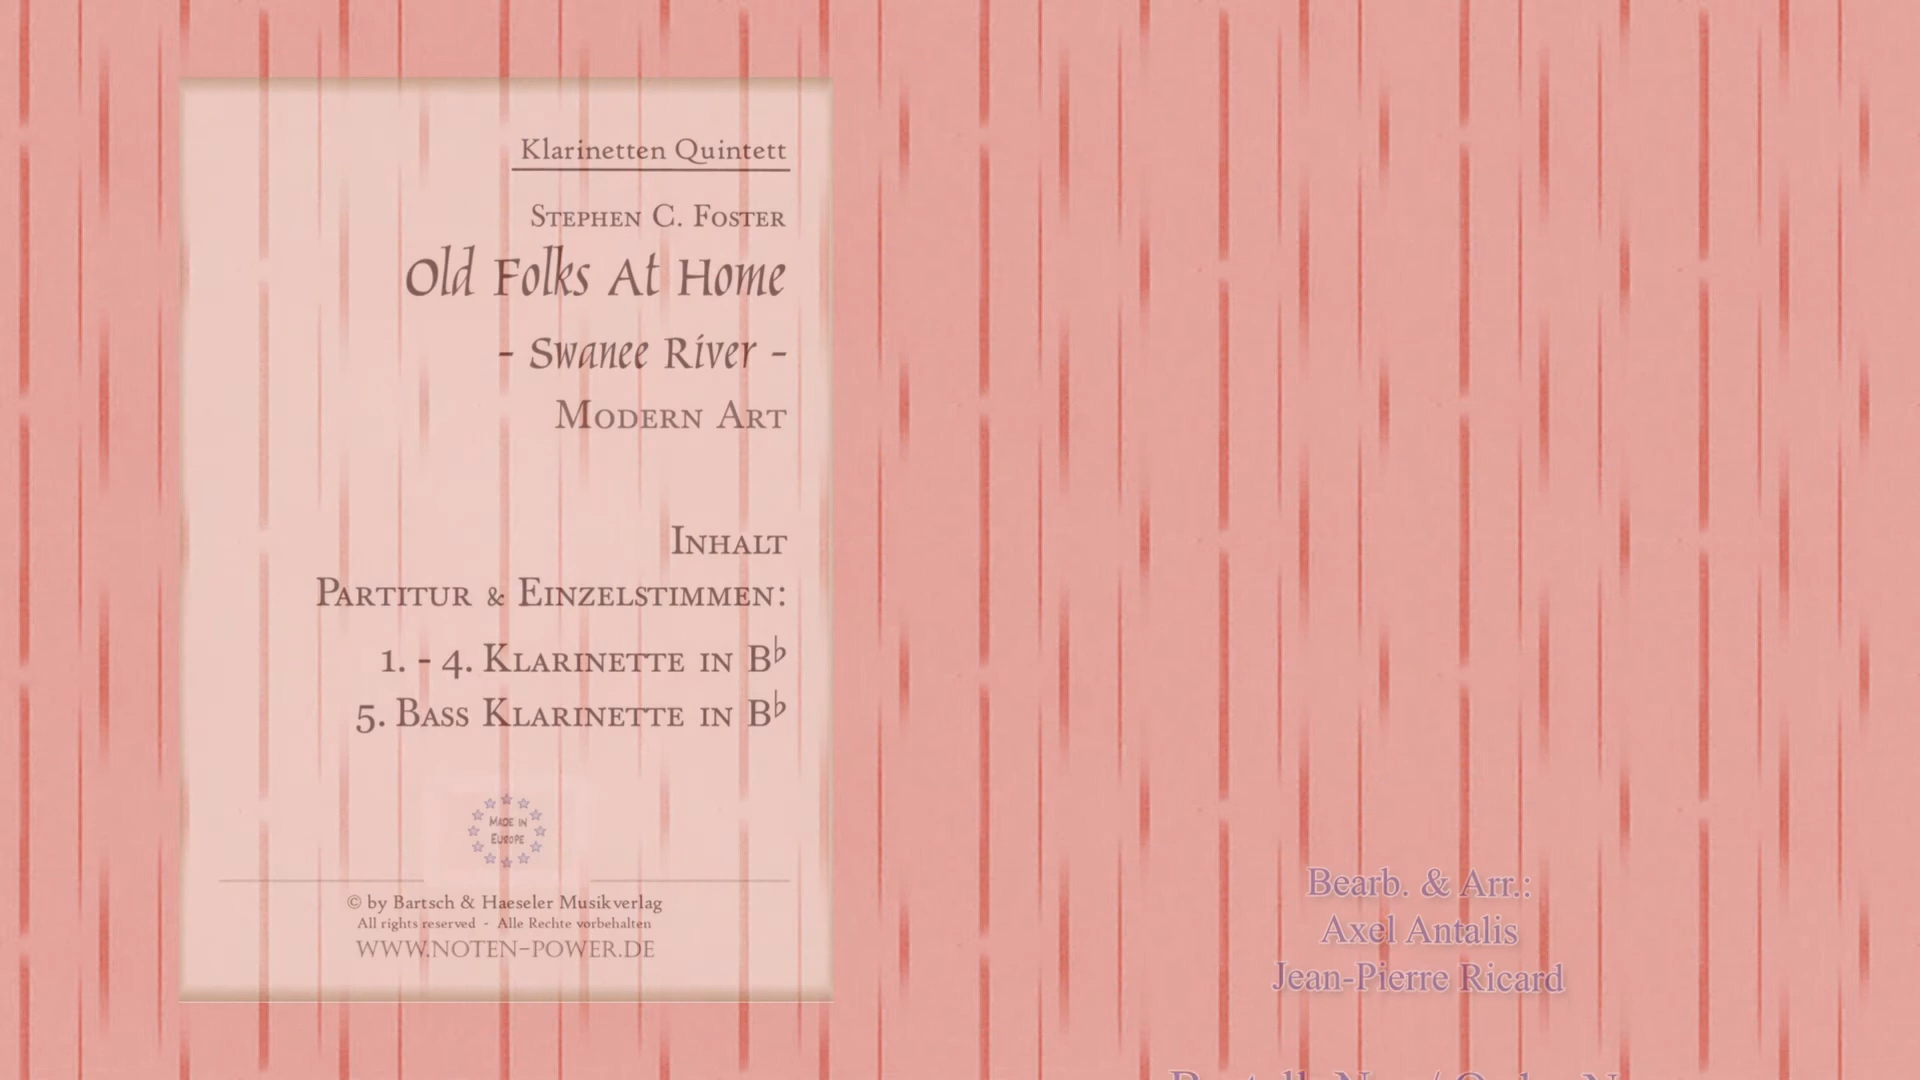 Klarinetten Quintett
Stephen C. Foster
Old Folks At Home
- Swanee River -
Modern Art
Inhalt
Partitur & Einzelstimmen:
1. - 4. Klarinette in B♭
5. Bass Klarinette in B♭
Made in
Europe
© by Bartsch & Haeseler Musikverlag
All rights reserved - Alle Rechte vorbehalten
WWW.NOTEN-POWER.DE
Bearb. & Arr.:
Axel Antalis
Jean-Pierre Ricard